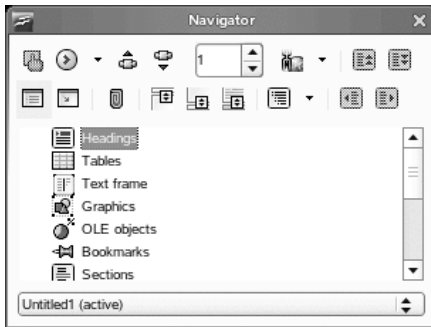 Navigator
1
Headings
Tables
Text frame
Graphics
OLE objects
Bookmarks
Sections
Untitled1 (active)